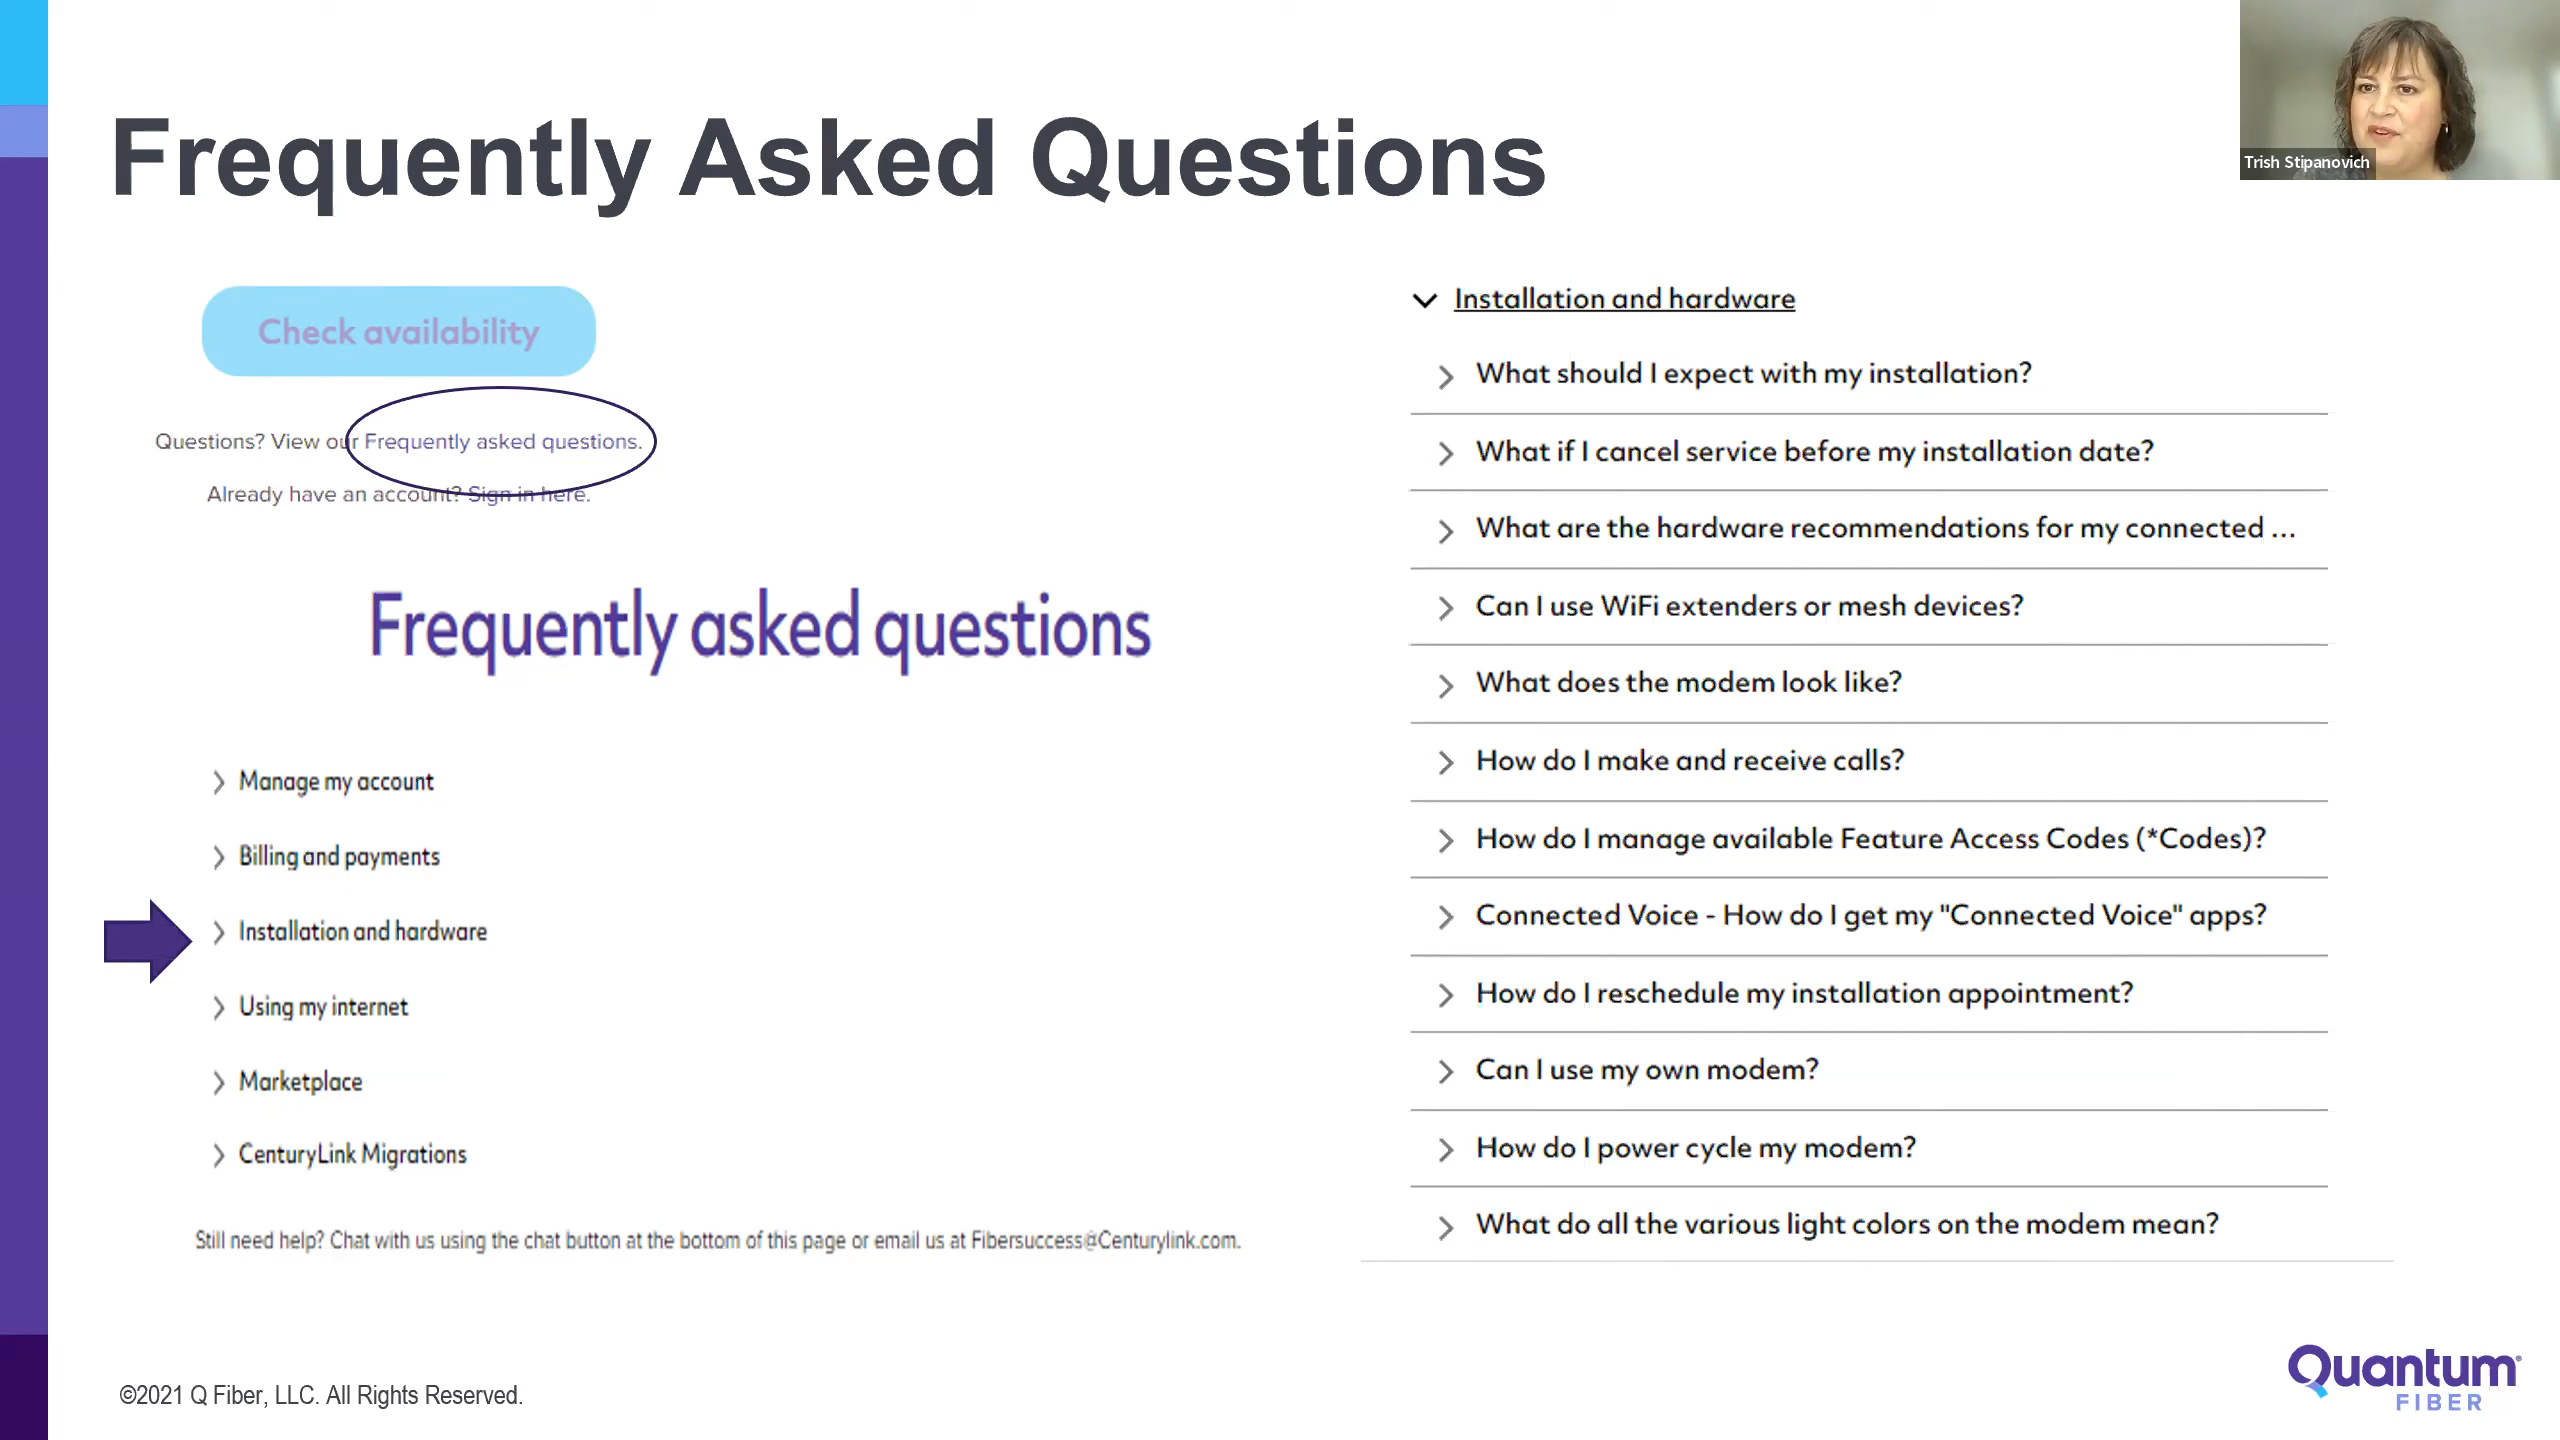 Frequently Asked Questions
Trish Stipanovich
Check availability
Questions? View our Frequently asked questions.
Already have an account? Sign in here.
Frequently asked questions
Manage my account
Billing and payments
Installation and hardware
Using my internet
Marketplace
CenturyLink Migrations
Still need help? Chat with us using the chat button at the bottom of this page or email us at Fibersuccess@Centurylink.com.
Installation and hardware
What should I expect with my installation?
What if I cancel service before my installation date?
What are the hardware recommendations for my connected ...
Can I use WiFi extenders or mesh devices?
What does the modem look like?
How do I make and receive calls?
How do I manage available Feature Access Codes (*Codes)?
Connected Voice - How do I get my "Connected Voice" apps?
How do I reschedule my installation appointment?
Can I use my own modem?
How do I power cycle my modem?
What do all the various light colors on the modem mean?
©2021 Q Fiber, LLC. All Rights Reserved.
Quantum
FIBER